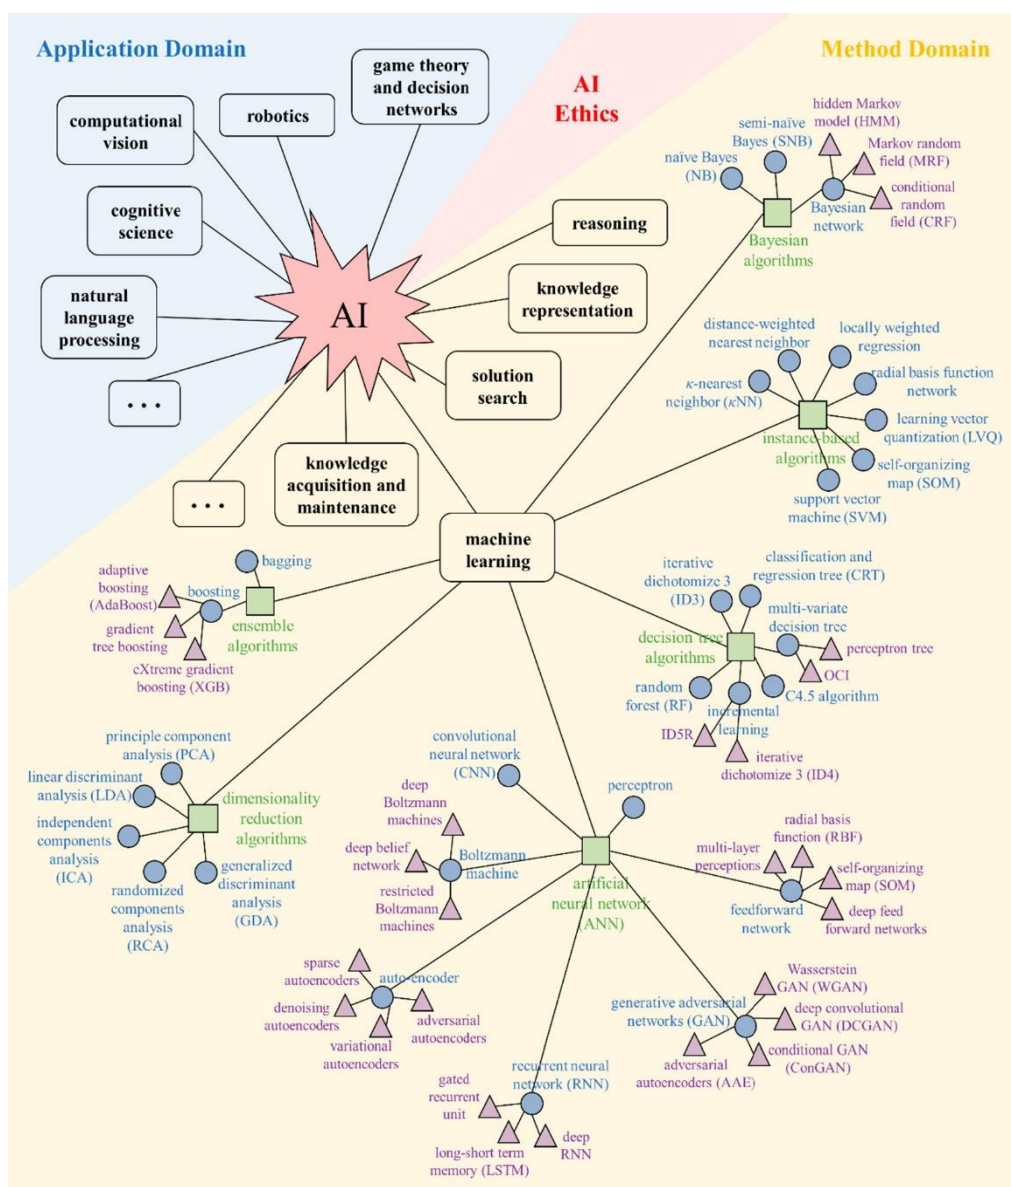 Application Domain
AI
Ethics
Method Domain
game theory
and decision
networks
robotics
computational
vision
cognitive
science
natural
language
processing
...
AI
reasoning
knowledge
representation
solution
search
knowledge
acquisition and
maintenance
...
machine
learning
hidden Markov
model (HMM)
semi-naïve
Bayes (SNB)
Markov random
field (MRF)
naïve Bayes
(NB)
conditional
random
field (CRF)
Bayesian
network
Bayesian
algorithms
distance-weighted
nearest neighbor
locally weighted
regression
radial basis function
network
κ-nearest
neighbor (κNN)
learning vector
quantization (LVQ)
instance-based
algorithms
self-organizing
map (SOM)
support vector
machine (SVM)
bagging
adaptive
boosting
(AdaBoost)
boosting
gradient
tree boosting
ensemble
algorithms
cXtreme gradient
boosting (XGB)
iterative
dichotomize 3
(ID3)
classification and
regression tree (CRT)
multi-variate
decision tree
decision tree
algorithms
perceptron tree
OCI
random
forest (RF)
C4.5 algorithm
incremental
learning
ID5R
iterative
dichotomize 3 (ID4)
principle component
analysis (PCA)
linear discriminant
analysis (LDA)
dimensionality
reduction
algorithms
independent
components
analysis
(ICA)
randomized
components
analysis
(RCA)
generalized
discriminant
analysis
(GDA)
convolutional
neural network
(CNN)
perceptron
deep
Boltzmann
machines
deep belief
network
Boltzmann
machine
restricted
Boltzmann
machines
artificial
neural network
(ANN)
radial basis
function (RBF)
multi-layer
perceptions
self-organizing
map (SOM)
feedforward
network
deep feed
forward networks
sparse
autoencoders
auto-encoder
denoising
autoencoders
adversarial
autoencoders
variational
autoencoders
Wasserstein
GAN (WGAN)
generative adversarial
networks (GAN)
deep convolutional
GAN (DCGAN)
adversarial
autoencoders (AAE)
conditional GAN
(ConGAN)
recurrent neural
network (RNN)
gated
recurrent
unit
long-short term
memory (LSTM)
deep
RNN